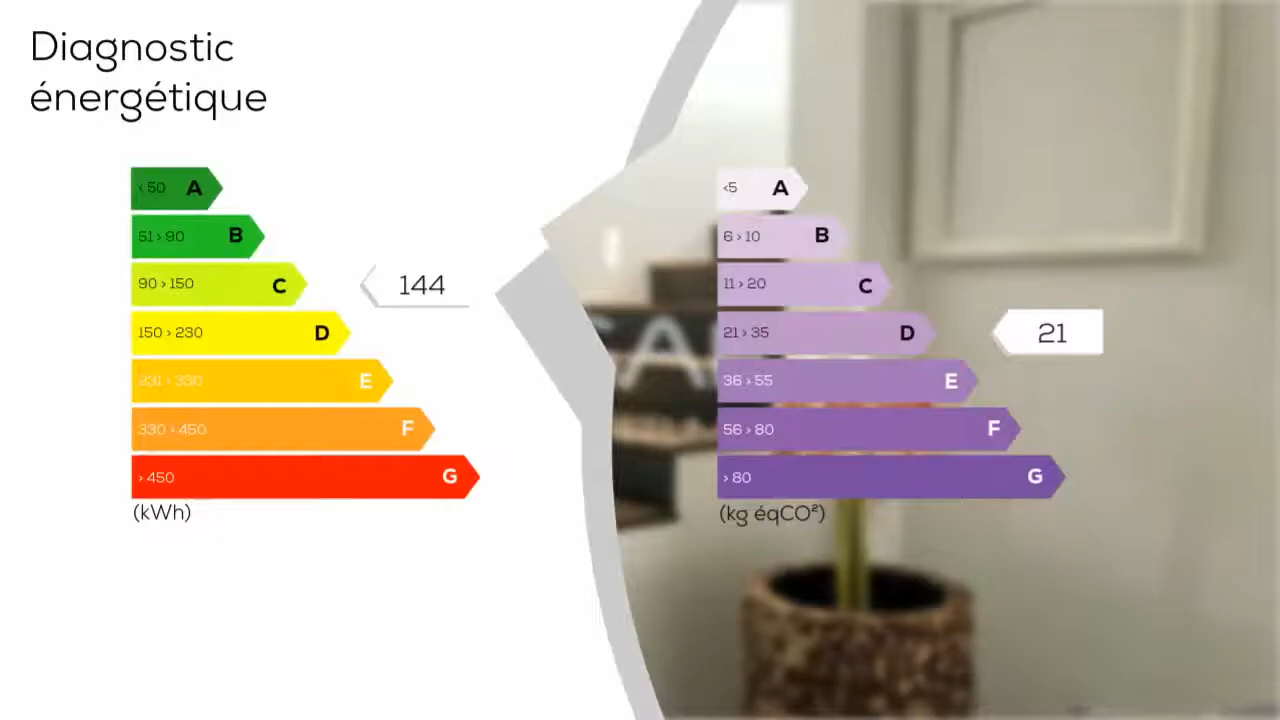 Diagnostic
énergétique
< 50 A
51 > 90 B
90 > 150 C
144
150 > 230 D
231 > 330 E
330 > 450 F
> 450 G
(kWh)
<5 A
6 > 10 B
11 > 20 C
21 > 35 D
21
36 > 55 E
56 > 80 F
> 80 G
(kg éqCO²)